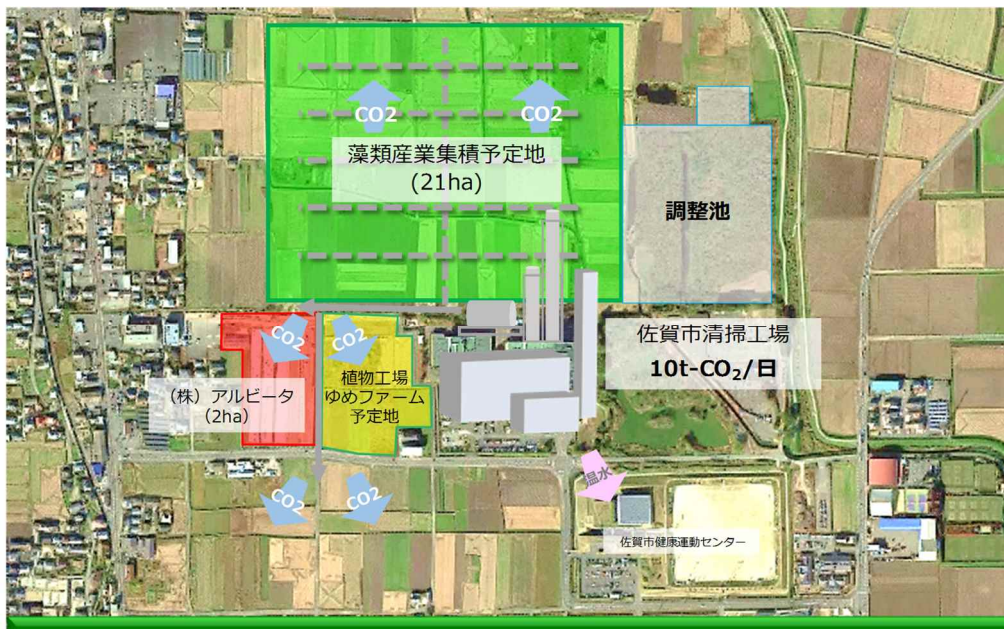 CO2
CO2
藻類産業集積予定地
(21ha)
調整池
佐賀市清掃工場
10t-CO₂/日
CO2
CO2
(株)アルビータ
(2ha)
植物工場
ゆめファーム
予定地
CO2
CO2
温水
佐賀市健康運動センター